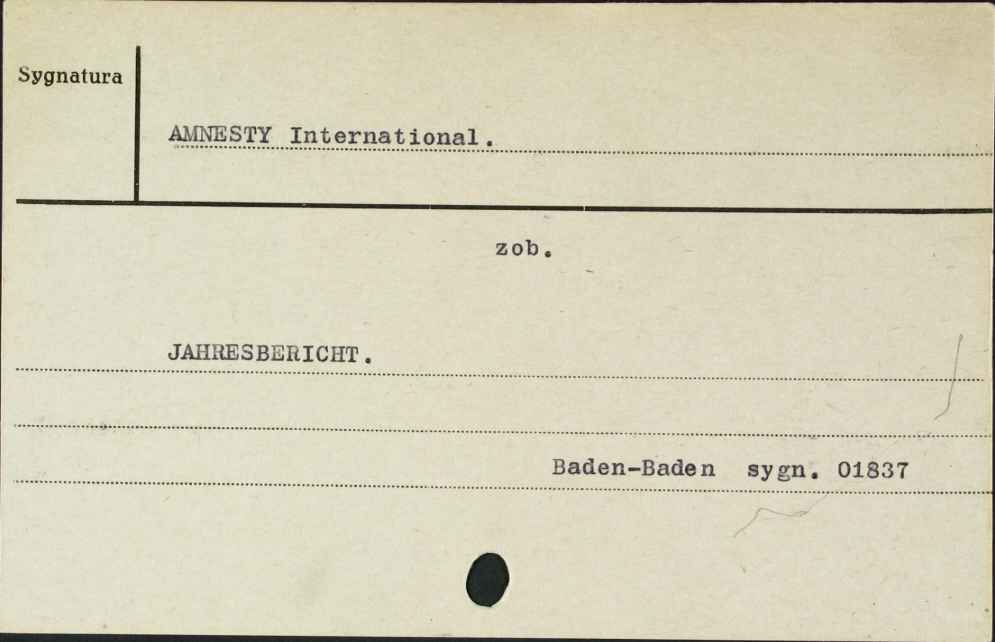 Sygnatura
AMNESTY International.
zob.
JAHRESBERICHT.
Baden-Baden sygn. 01837